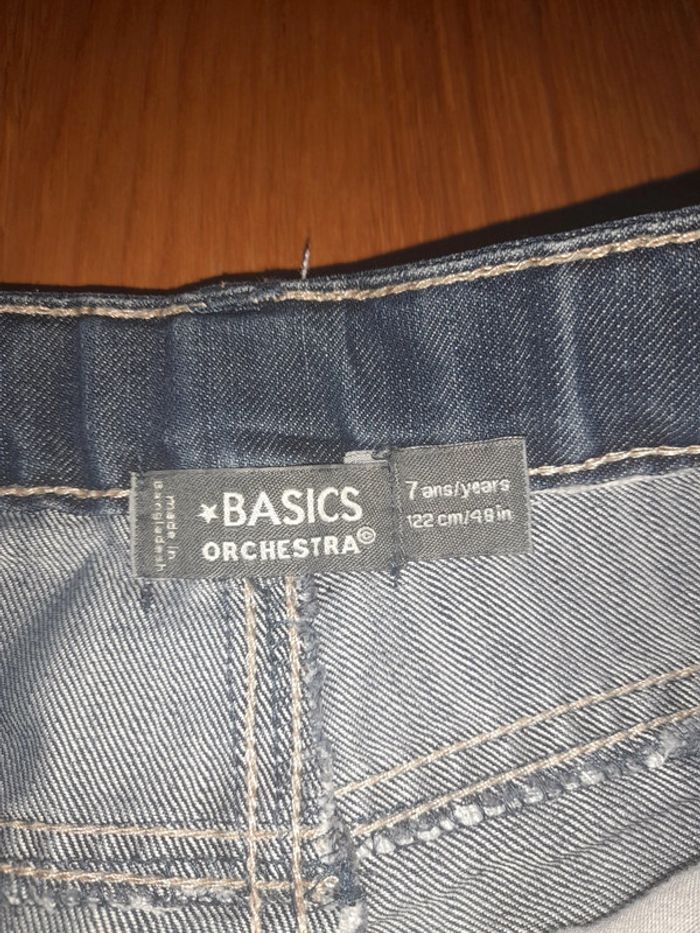 made in
Bangladesh
★BASICS
ORCHESTRA©
7 ans/years
122 cm/48 in